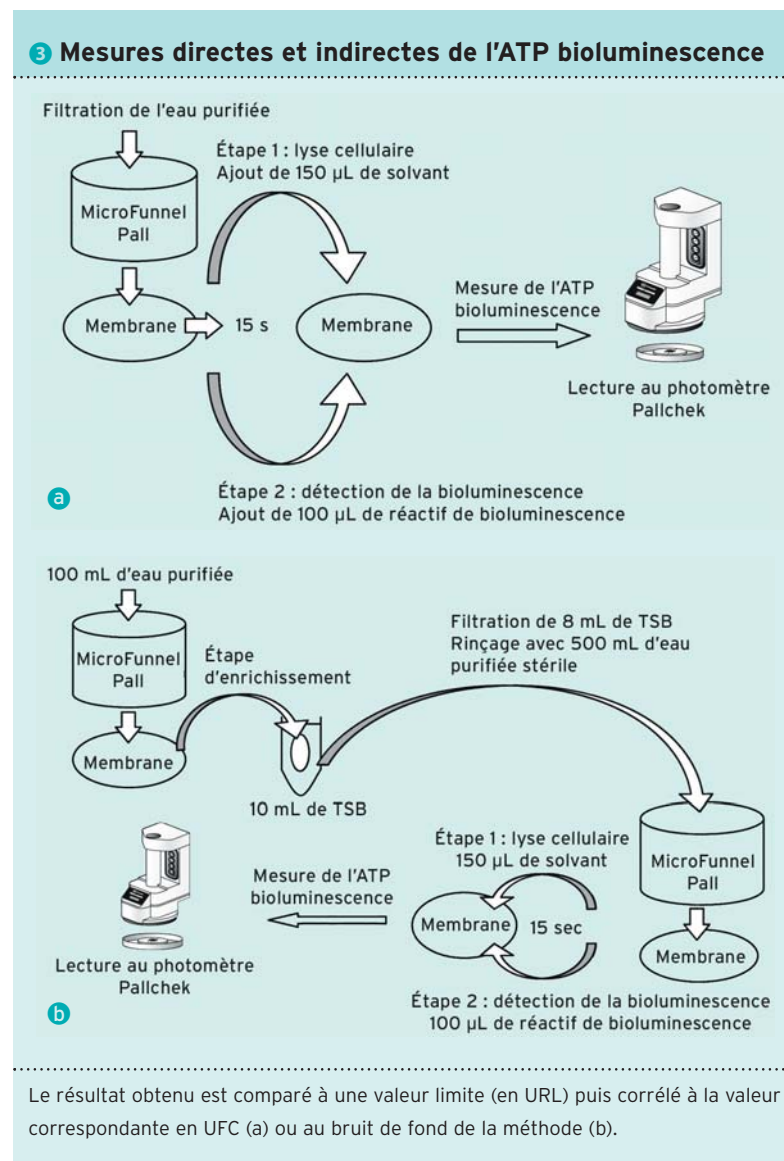 3 Mesures directes et indirectes de l'ATP bioluminescence
Filtration de l'eau purifiée
Étape 1 : lyse cellulaire
Ajout de 150 µL de solvant
MicroFunnel
Pall
Membrane
15 s
Membrane
Mesure de l'ATP
bioluminescence
Lecture au photomètre
Pallchek
Étape 2 : détection de la bioluminescence
Ajout de 100 µL de réactif de bioluminescence
a
100 mL d'eau purifiée
MicroFunnel
Pall
Étape
d'enrichissement
Membrane
10 mL de TSB
Filtration de 8 mL de TSB
Rinçage avec 500 mL d'eau
purifiée stérile
MicroFunnel
Pall
Membrane
Étape 1 : lyse cellulaire
150 µL de solvant
Membrane
15 sec
Étape 2 : détection de la bioluminescence
100 µL de réactif de bioluminescence
Mesure de l'ATP
bioluminescence
Lecture au photomètre
Pallchek
b
Le résultat obtenu est comparé à une valeur limite (en URL) puis corrélé à la valeur
correspondante en UFC (a) ou au bruit de fond de la méthode (b).